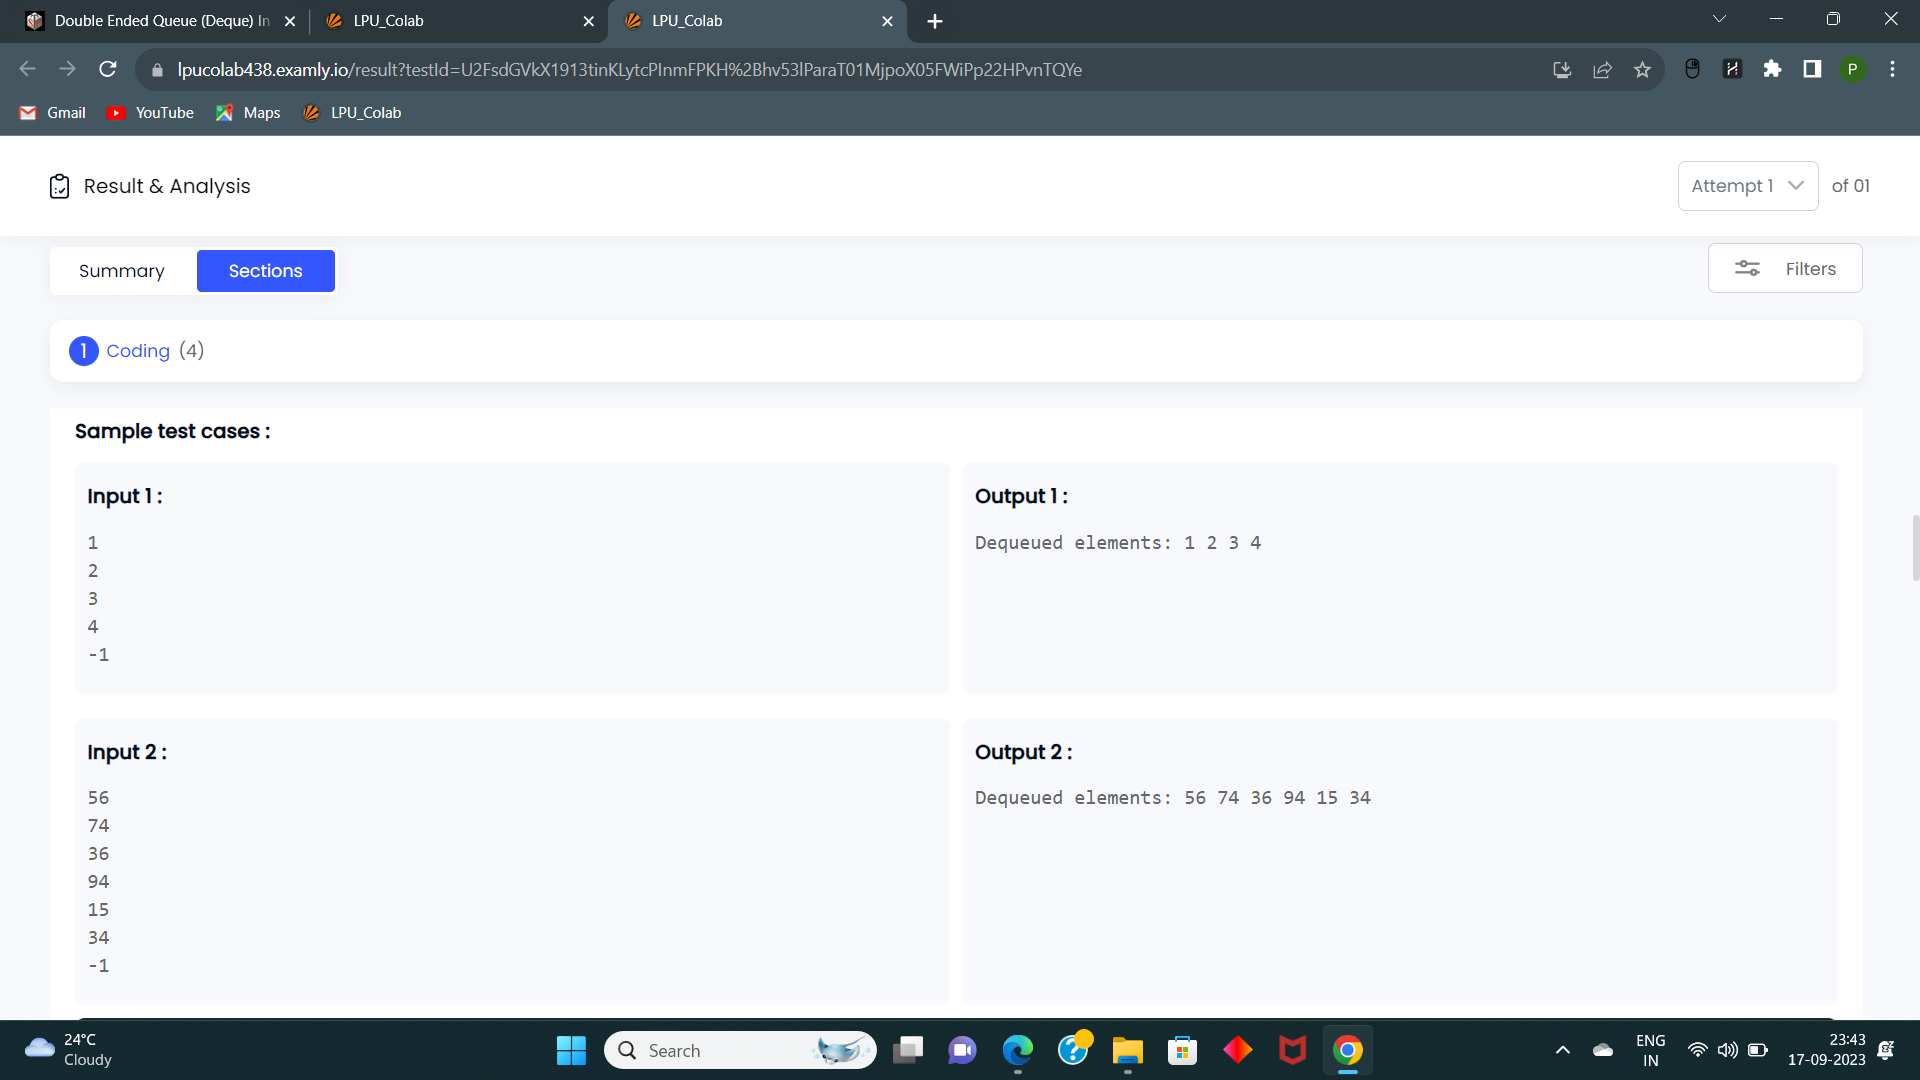 Double Ended Queue (Deque) In
LPU_Colab
LPU_Colab
lpucolab438.examly.io/result?testId=U2FsdGVkX1913tinKLytcPInmFPKH%2Bhv53lParaT01MjpoX05FWiPp22HPvnTQYe
P
Gmail
YouTube
Maps
LPU_Colab
Result & Analysis
Attempt 1
of 01
Summary
Sections
Filters
1 Coding (4)
Sample test cases :
Input 1 :
1
2
3
4
-1
Output 1 :
Dequeued elements: 1 2 3 4
Input 2 :
56
74
36
94
15
34
-1
Output 2 :
Dequeued elements: 56 74 36 94 15 34
24°C
Cloudy
Search
ENG
IN
23:43
17-09-2023